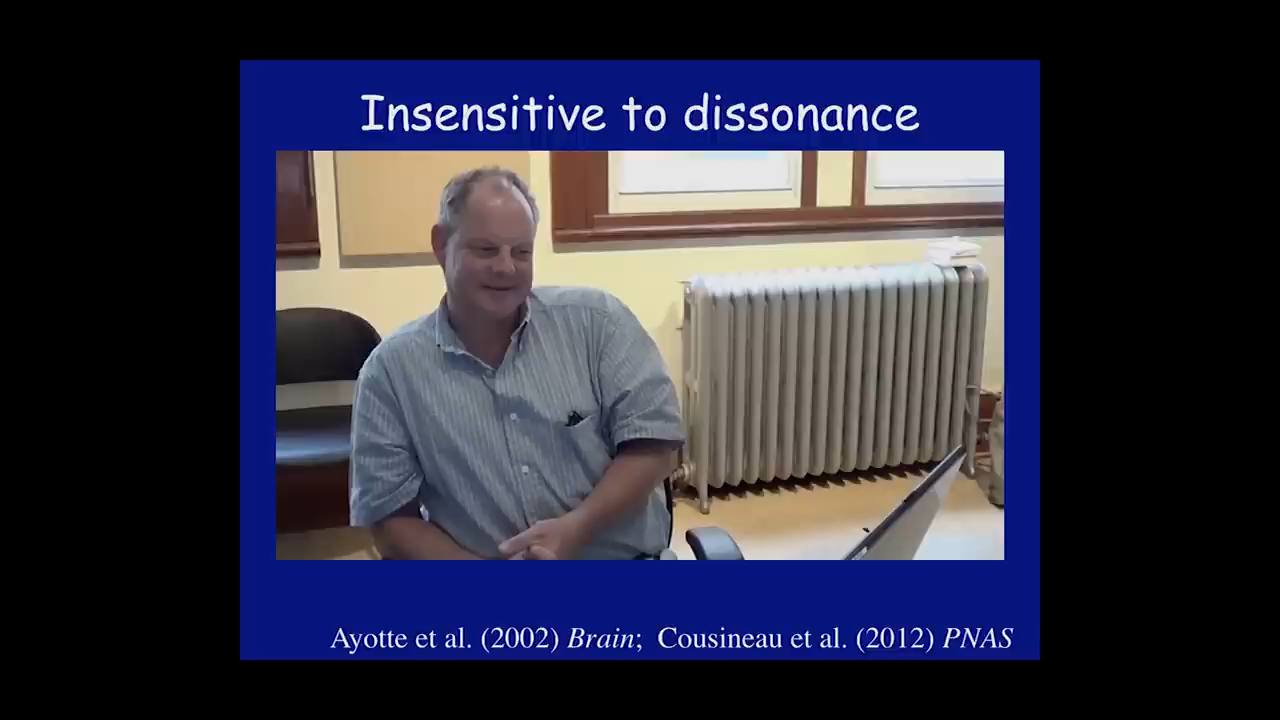 Insensitive to dissonance
Ayotte et al. (2002) Brain; Cousineau et al. (2012) PNAS